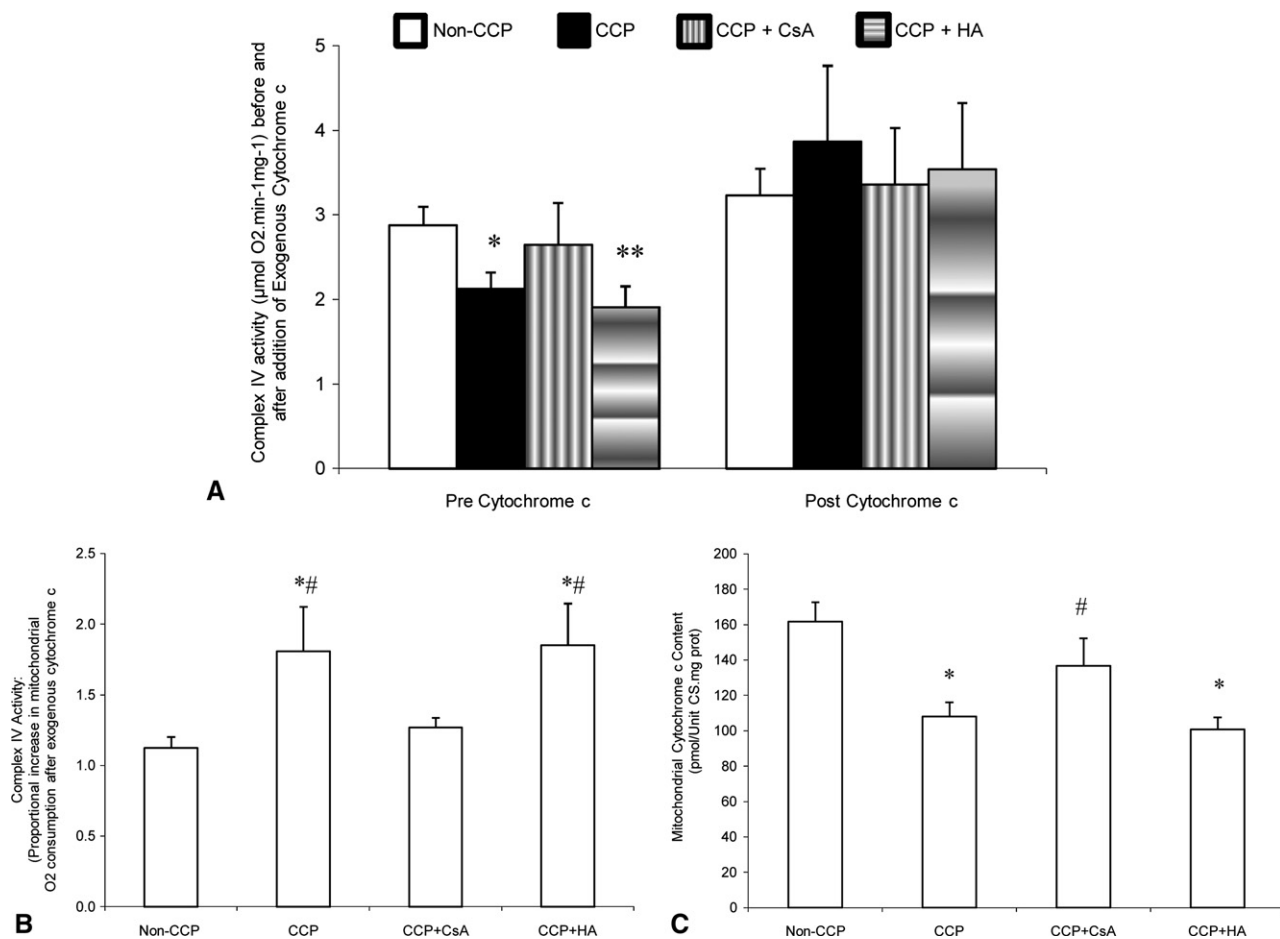 Non-CCP CCP CCP + CsA CCP + HA
Complex IV activity (µmol O2.min-1mg-1) before and
after addition of Exogenous Cytochrome c
5
4
3
2
1
0
* **
Pre Cytochrome c Post Cytochrome c
A
Complex IV Activity:
(Proportional increase in mitochondrial
O2 consumption after exogenous cytochrome c
2.5
2.0
1.5
1.0
0.5
0.0
*# *#
Non-CCP CCP CCP+CsA CCP+HA
B
Mitochondrial Cytochrome c Content
(pmol/Unit CS.mg prot)
200
180
160
140
120
100
80
60
40
20
0
* # *
Non-CCP CCP CCP+CsA CCP+HA
C